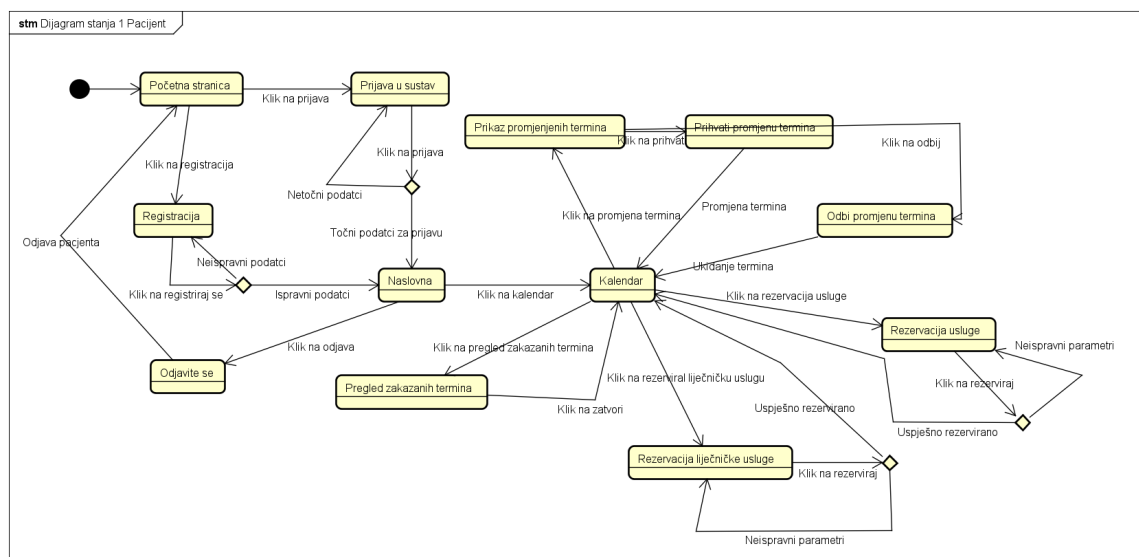 stm Dijagram stanja 1 Pacijent
Početna stranica
Klik na prijava
Prijava u sustav
Prikaz promjenjenih termina
Klik na prihvati
Prihvati promjenu termina
Klik na odbij
Klik na registracija
Klik na prijava
Netočni podatci
Klik na promjena termina
Promjena termina
Odbi promjenu termina
Registracija
Odjava pacjenta
Točni podatci za prijavu
Neispravni podatci
Ukidanje termina
Naslovna
Klik na kalendar
Kalendar
Klik na registriraj se
Ispravni podatci
Klik na rezervacija usluge
Rezervacija usluge
Klik na odjava
Klik na pregled zakazanih termina
Neispravni parametri
Odjavite se
Klik na rezerviral liječničku uslugu
Pregled zakazanih termina
Klik na rezerviraj
Klik na zatvori
Uspješno rezervirano
Uspješno rezervirano
Rezervacija liječničke usluge
Klik na rezerviraj
Neispravni parametri